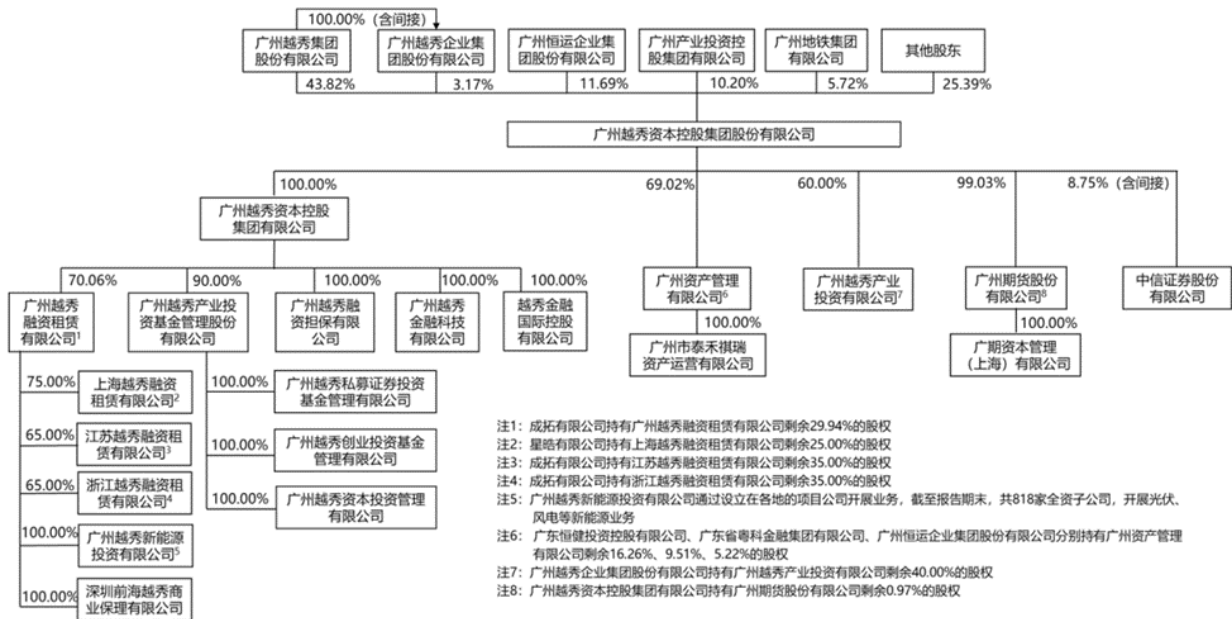 100.00%（含间接）
广州越秀集团
股份有限公司
广州越秀企业集
团股份有限公司
广州恒运企业集
团股份有限公司
广州产业投资控
股集团有限公司
广州地铁集团
有限公司
其他股东
43.82%
3.17%
11.69%
10.20%
5.72%
25.39%
广州越秀资本控股集团股份有限公司
100.00%
69.02%
60.00%
99.03%
8.75%（含间接）
广州越秀资本控股
集团有限公司
广州资产管理
有限公司6
广州越秀产业
投资有限公司7
广州期货股份
有限公司8
中信证券股份
有限公司
100.00%
100.00%
广州市泰禾祺瑞
资产运营有限公司
广期资本管理
（上海）有限公司
70.06%
90.00%
100.00%
100.00%
100.00%
广州越秀
融资租赁
有限公司1
广州越秀产业投
资基金管理股份
有限公司
广州越秀融
资担保有限
公司
广州越秀
金融科技
有限公司
越秀金融
国际控股
有限公司
75.00%
上海越秀融资
租赁有限公司2
65.00%
江苏越秀融资租
赁有限公司3
65.00%
浙江越秀融资租
赁有限公司4
100.00%
广州越秀新能源
投资有限公司5
100.00%
深圳前海越秀商
业保理有限公司
100.00%
广州越秀私募证券投资
基金管理有限公司
100.00%
广州越秀创业投资基金
管理有限公司
100.00%
广州越秀资本投资管理
有限公司
注1：成拓有限公司持有广州越秀融资租赁有限公司剩余29.94%的股权
注2：星皓有限公司持有上海越秀融资租赁有限公司剩余25.00%的股权
注3：成拓有限公司持有江苏越秀融资租赁有限公司剩余35.00%的股权
注4：成拓有限公司持有浙江越秀融资租赁有限公司剩余35.00%的股权
注5：广州越秀新能源投资有限公司通过设立在各地的项目公司开展业务，截至报告期末，共818家全资子公司，开展光伏、
风电等新能源业务
注6：广东恒健投资控股有限公司、广东省粤科金融集团有限公司、广州恒运企业集团股份有限公司分别持有广州资产管理
有限公司剩余16.26%、9.51%、5.22%的股权
注7：广州越秀企业集团股份有限公司持有广州越秀产业投资有限公司剩余40.00%的股权
注8：广州越秀资本控股集团有限公司持有广州期货股份有限公司剩余0.97%的股权